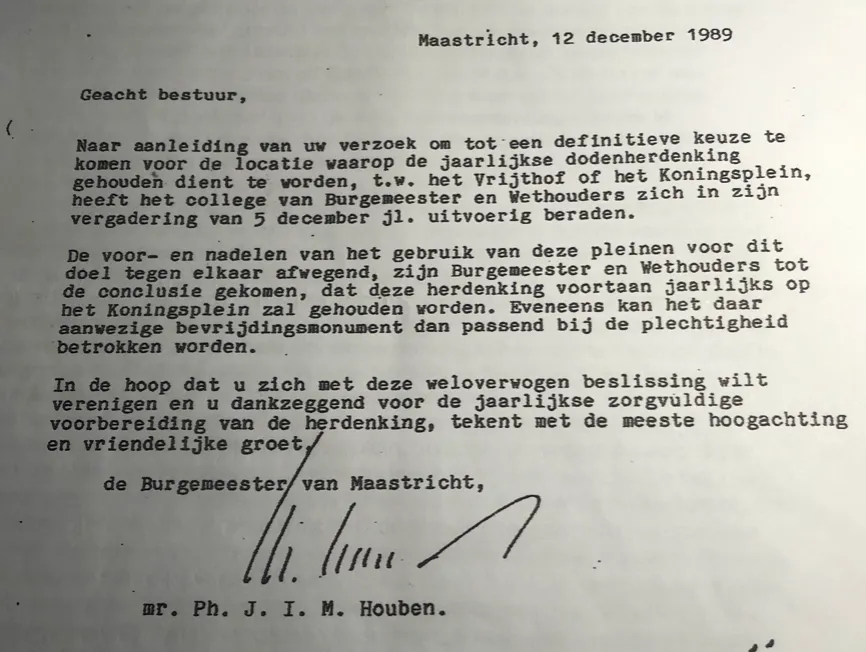 Maastricht, 12 december 1989
Geacht bestuur,
Naar aanleiding van uw verzoek om tot een definitieve keuze te
komen voor de locatie waarop de jaarlijkse dodenherdenking
gehouden dient te worden, t.w. het Vrijthof of het Koningsplein,
heeft het college van Burgemeester en Wethouders zich in zijn
vergadering van 5 december jl. uitvoerig beraden.
De voor- en nadelen van het gebruik van deze pleinen voor dit
doel tegen elkaar afwegend, zijn Burgemeester en Wethouders tot
de conclusie gekomen, dat deze herdenking voortaan jaarlijks op
het Koningsplein zal gehouden worden. Eveneens kan het daar
aanwezige bevrijdingsmonument dan passend bij de plechtigheid
betrokken worden.
In de hoop dat u zich met deze weloverwogen beslissing wilt
verenigen en u dankzeggend voor de jaarlijkse zorgvuldige
voorbereiding van de herdenking, tekent met de meeste hoogachting
en vriendelijke groet,
de Burgemeester van Maastricht,
mr. Ph. J. I. M. Houben.